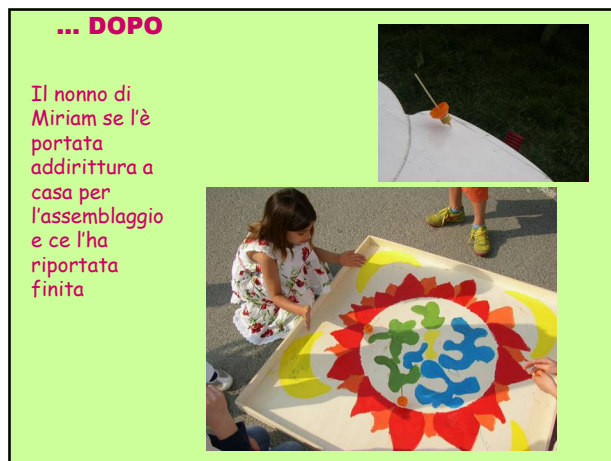 ... DOPO
Il nonno di
Miriam se l'è
portata
addirittura a
casa per
l'assemblaggio
e ce l'ha
riportata
finita